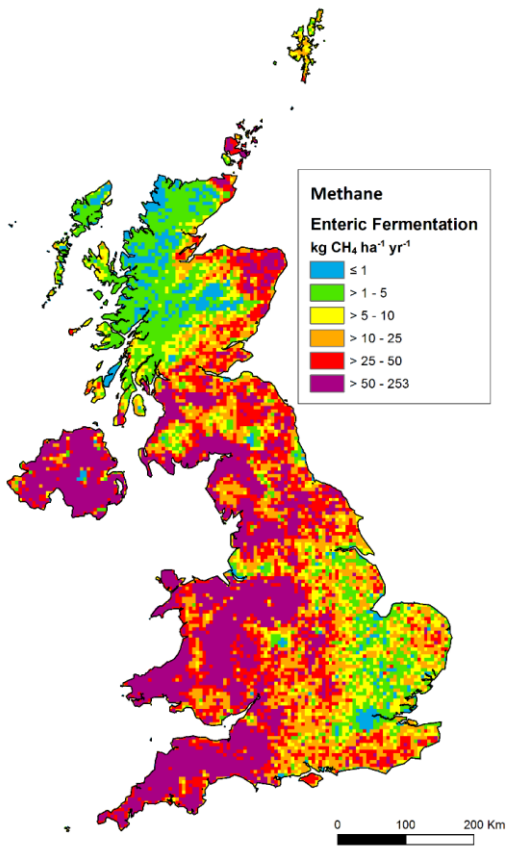 Methane
Enteric Fermentation
kg CH₄ ha⁻¹ yr⁻¹
≤ 1
> 1 - 5
> 5 - 10
> 10 - 25
> 25 - 50
> 50 - 253
0 100 200 Km